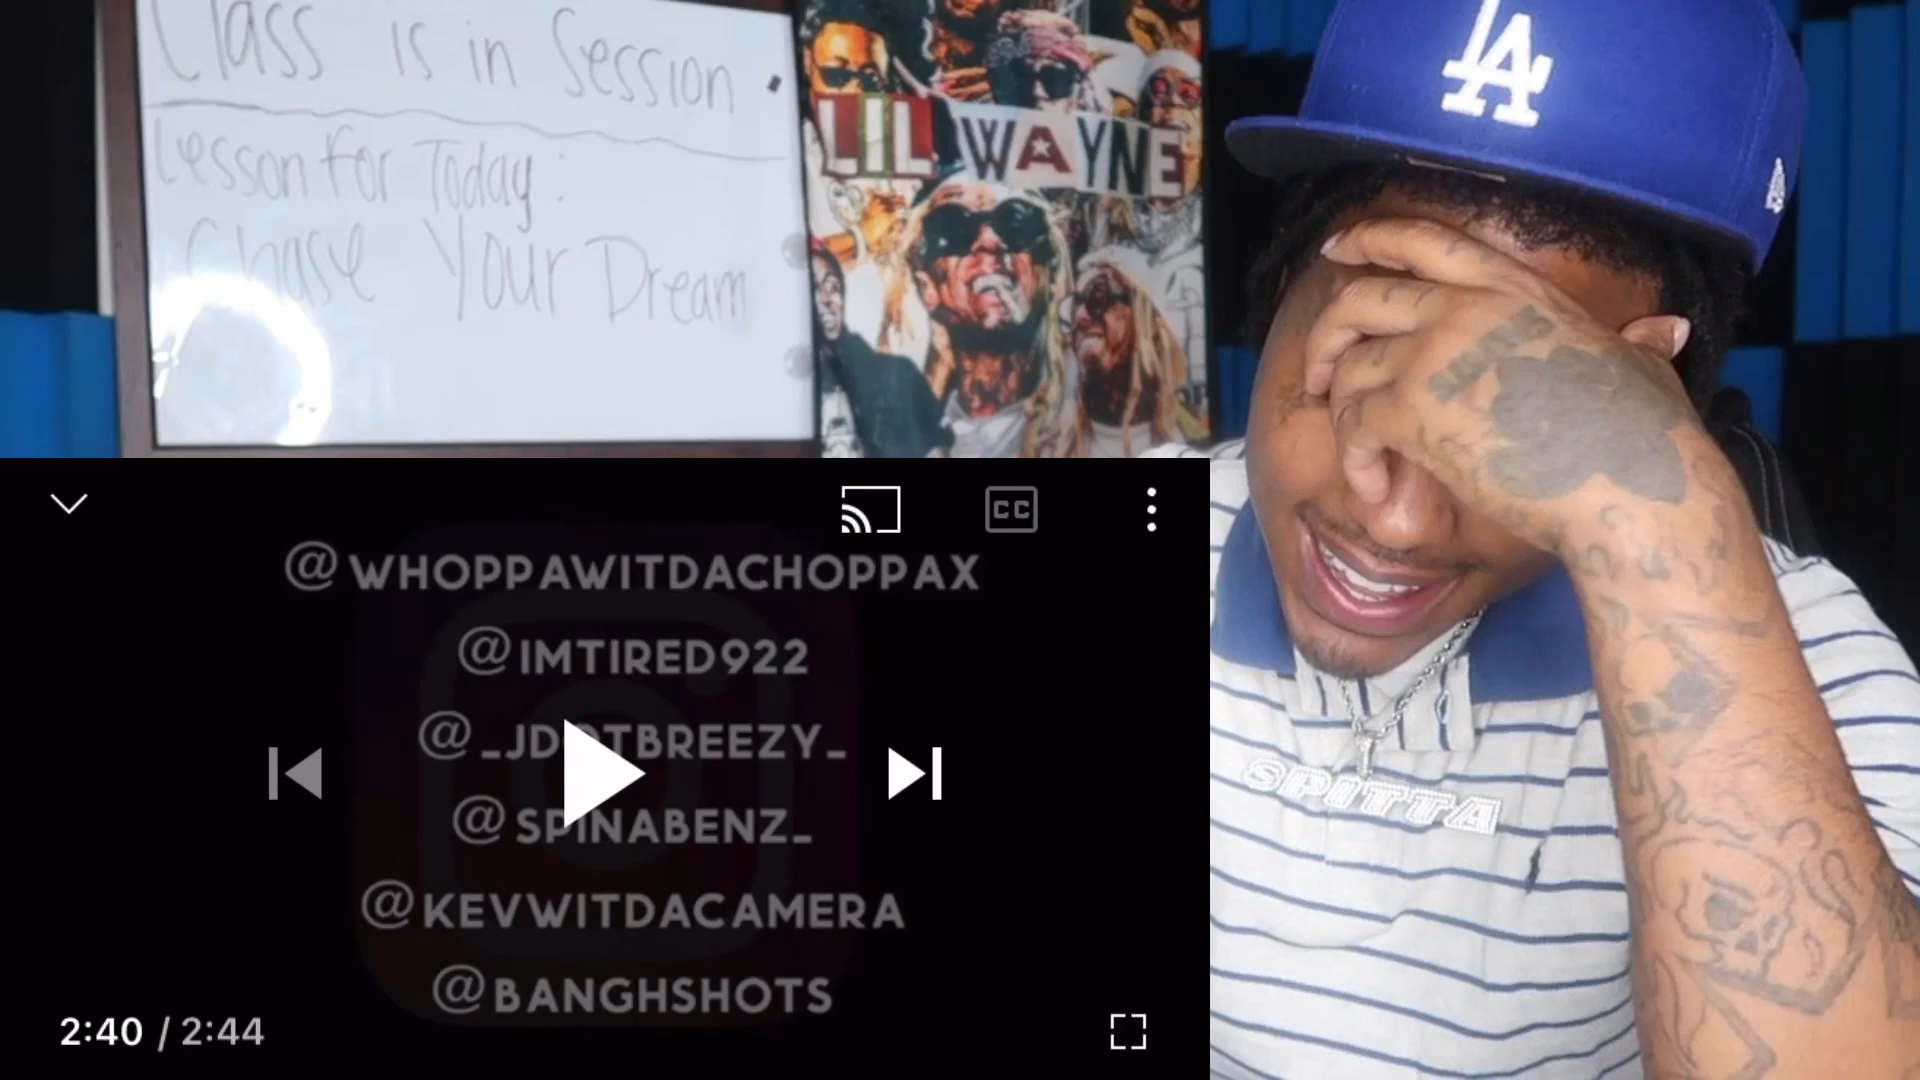 Class is in Session
Lesson For Today:
Chase Your Dream
LIL WAYNE
LA
CC
@WHOPPAWITDACHOPPAX
@IMTIRED922
@_JDOTBREEZY_
@SPINABENZ_
@KEVWITDACAMERA
@BANGHSHOTS
2:40 / 2:44
SPITTA